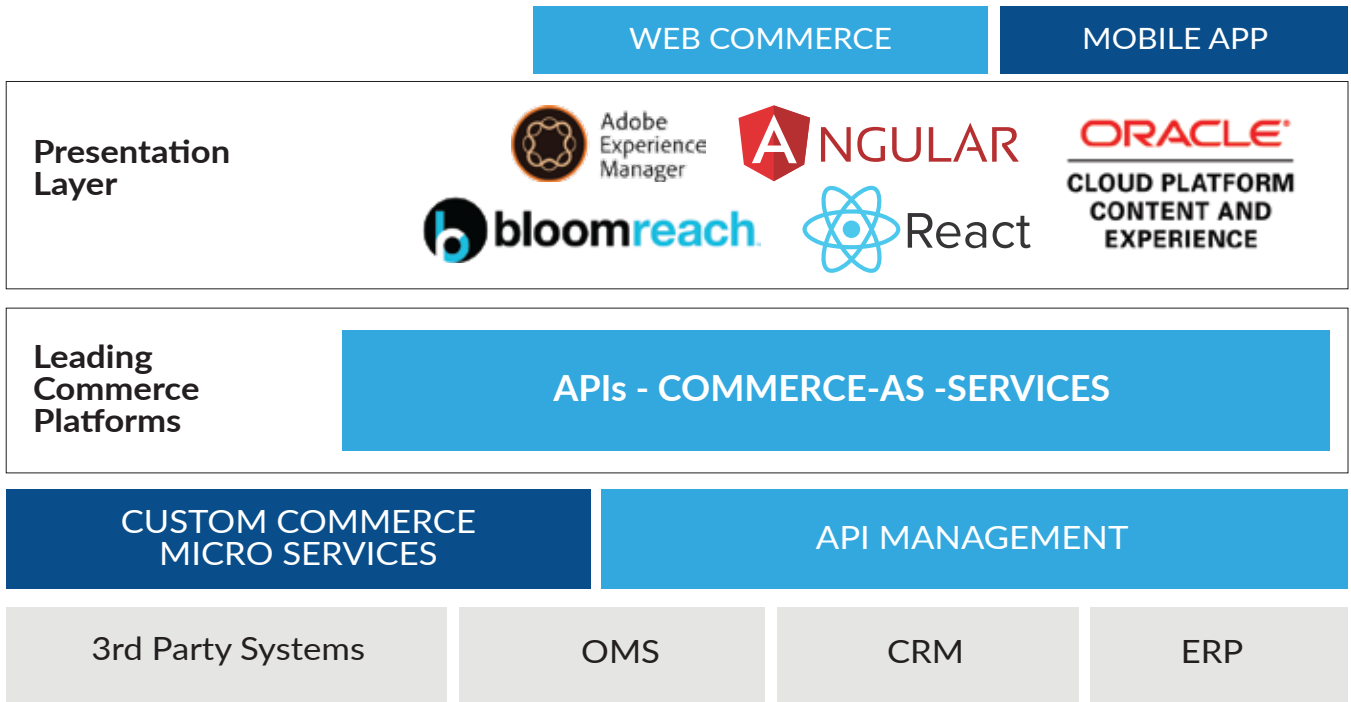 WEB COMMERCE
MOBILE APP
Presentation
Layer
Adobe
Experience
Manager
ANGULAR
bloomreach
React
ORACLE
CLOUD PLATFORM
CONTENT AND
EXPERIENCE
Leading
Commerce
Platforms
APIs - COMMERCE-AS -SERVICES
CUSTOM COMMERCE
MICRO SERVICES
API MANAGEMENT
3rd Party Systems
OMS
CRM
ERP